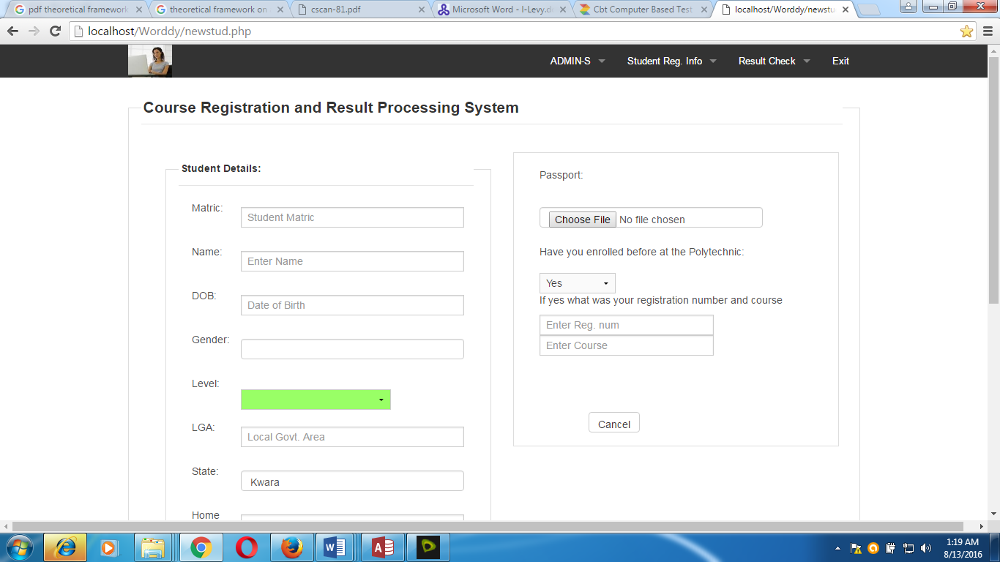 pdf theoretical framework
theoretical framework on
cscan-81.pdf
Microsoft Word - I-Levy.d
Cbt Computer Based Test
localhost/Worddy/newstu
localhost/Worddy/newstud.php
ADMIN-S
Student Reg. Info
Result Check
Exit
Course Registration and Result Processing System
Student Details:
Matric:
Student Matric
Name:
Enter Name
DOB:
Date of Birth
Gender:
Level:
LGA:
Local Govt. Area
State:
Kwara
Home
Passport:
Choose File No file chosen
Have you enrolled before at the Polytechnic:
Yes
If yes what was your registration number and course
Enter Reg. num
Enter Course
Cancel
1:19 AM
8/13/2016